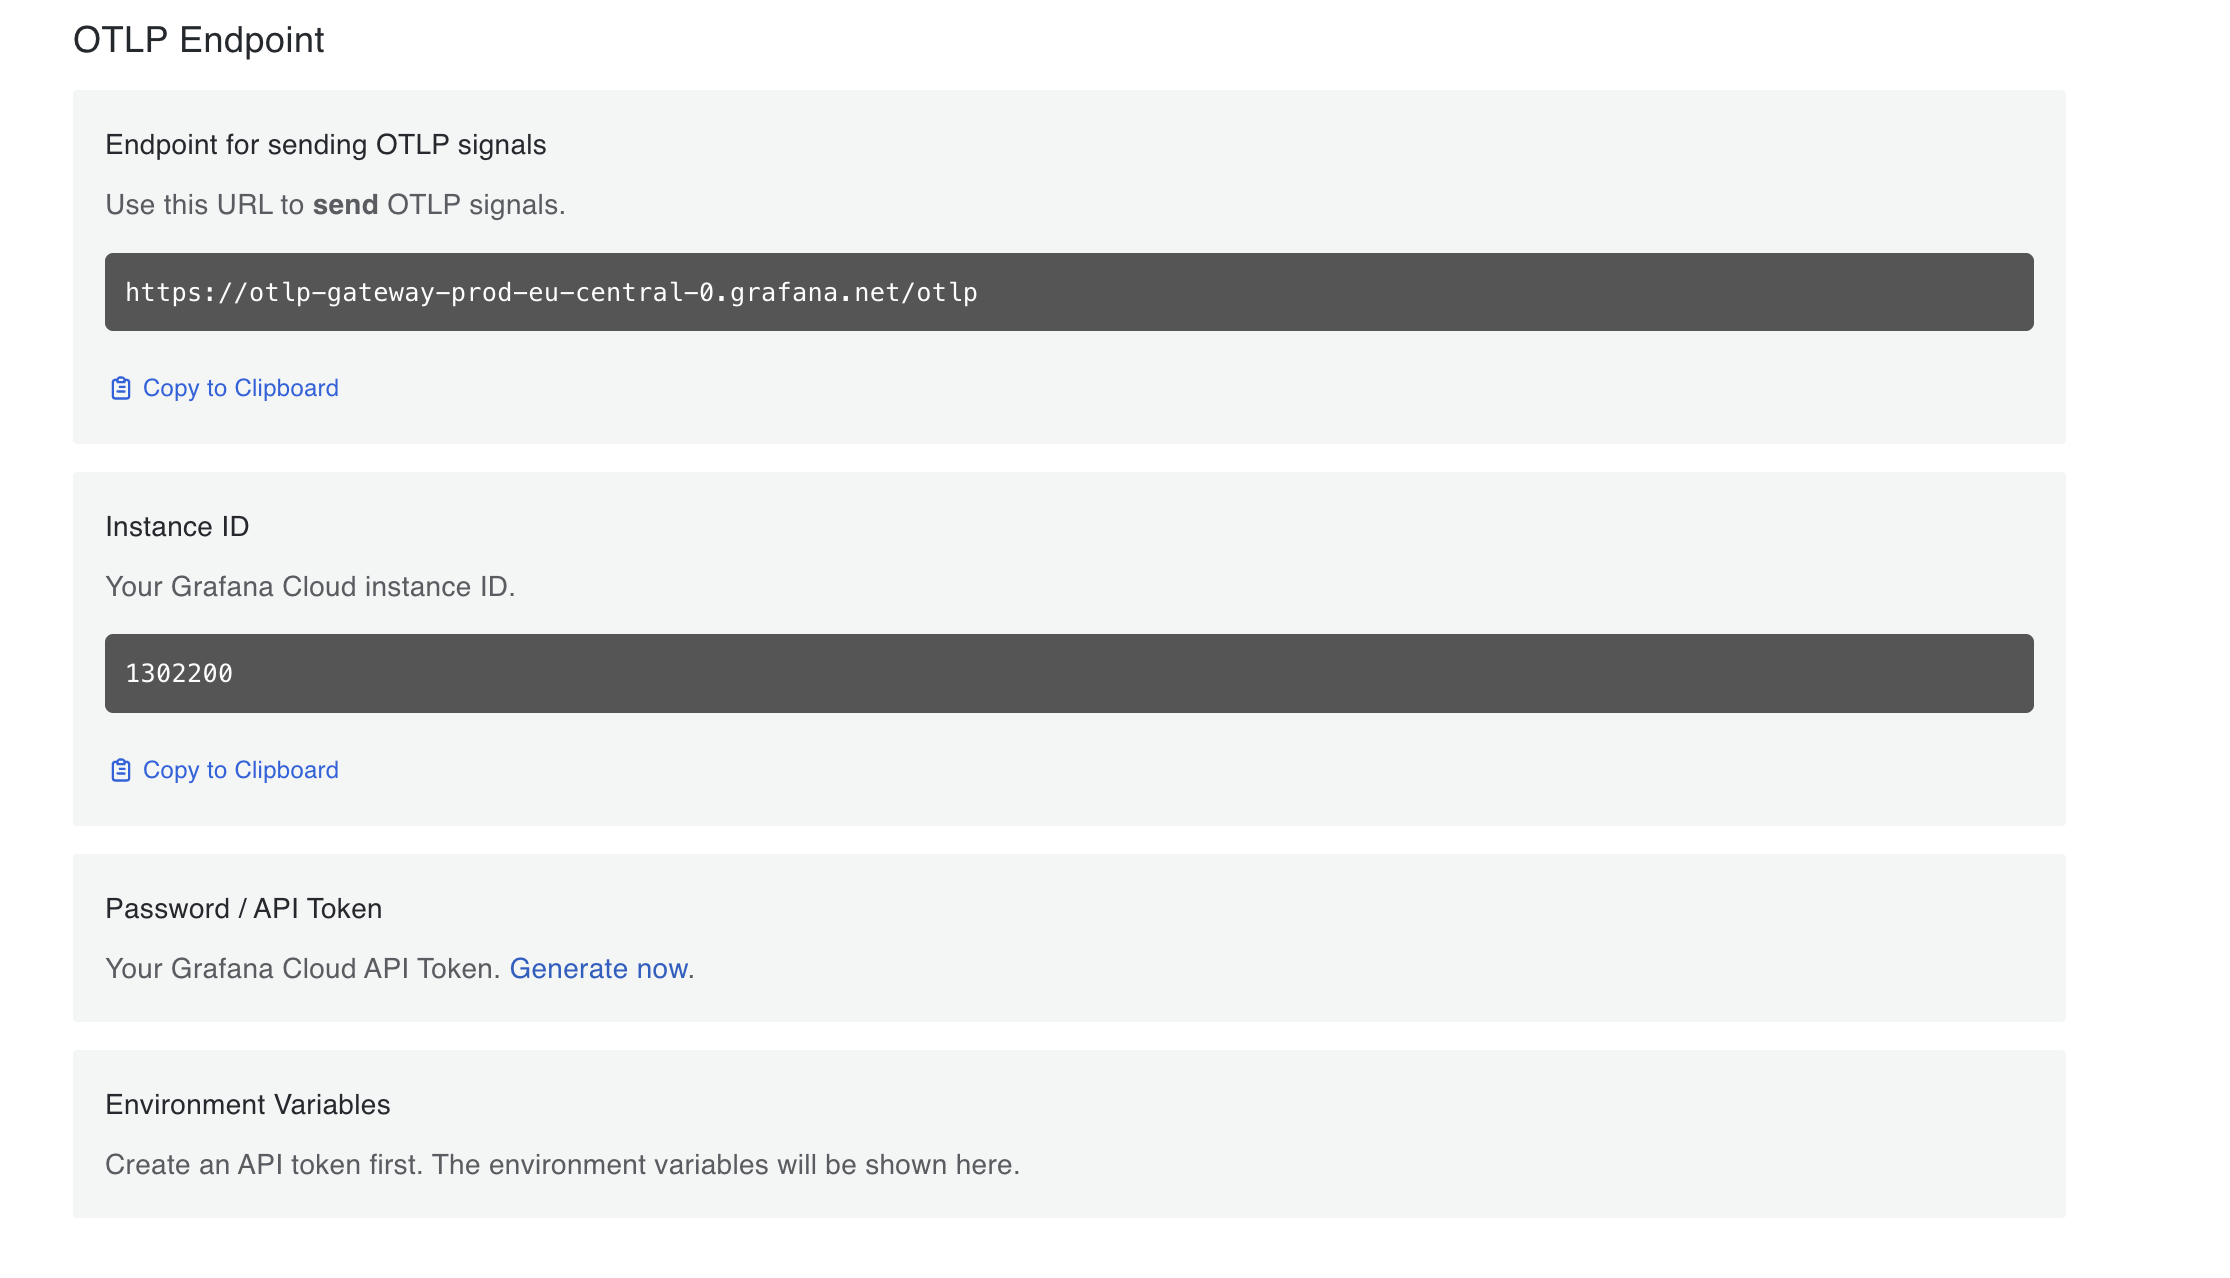 OTLP Endpoint
Endpoint for sending OTLP signals
Use this URL to send OTLP signals.
https://otlp-gateway-prod-eu-central-0.grafana.net/otlp
Copy to Clipboard
Instance ID
Your Grafana Cloud instance ID.
1302200
Copy to Clipboard
Password / API Token
Your Grafana Cloud API Token. Generate now.
Environment Variables
Create an API token first. The environment variables will be shown here.